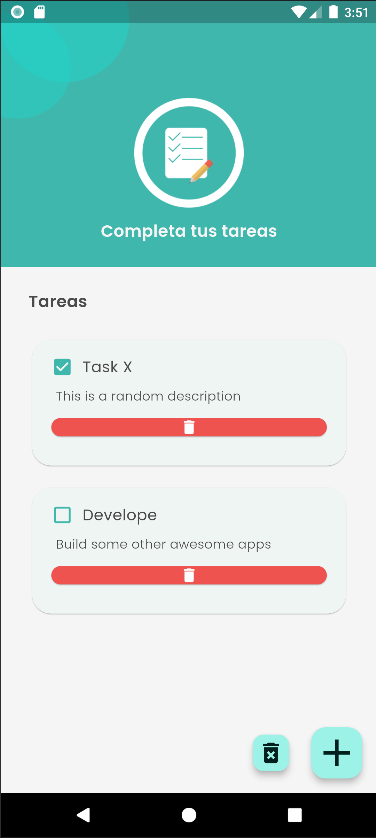 3:51
Completa tus tareas
Tareas
Task X
This is a random description
Develope
Build some other awesome apps